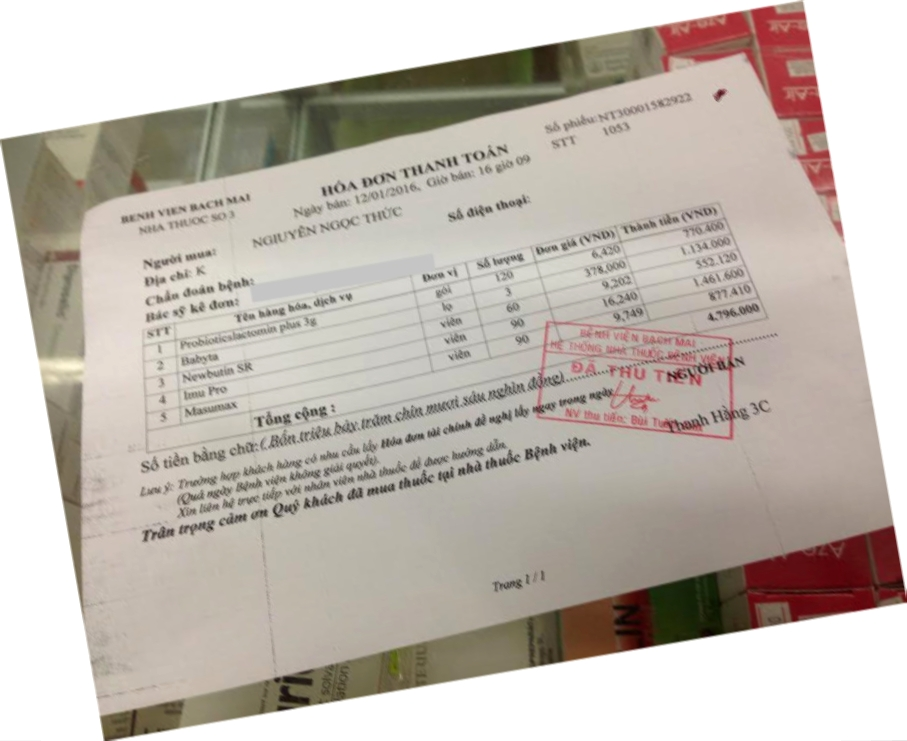 BỆNH VIỆN BẠCH MAI
NHÀ THUỐC SỐ 3
Số phiếu: NT30001582922
STT 1053
HÓA ĐƠN THANH TOÁN
Ngày bán: 12/01/2016, Giờ bán: 16 giờ 09
Người mua: NGIUYỄN NGỌC THỨC Số điện thoại:
Địa chỉ: K
Chẩn đoán bệnh:
Bác sỹ kê đơn:
STT Tên hàng hóa, dịch vụ Đơn vị Số lượng Đơn giá (VND) Thành tiền (VND)
1 Probioticslactomin plus 3g gói 120 6,420 770.400
2 Babyta lọ 3 378,000 1.134.000
3 Newbutin SR viên 60 9,202 552.120
4 Imu Pro viên 90 16,240 1.461.600
5 Masumax viên 90 9,749 877.410
Tổng cộng : 4.796.000
Số tiền bằng chữ: ( Bốn triệu bảy trăm chín mươi sáu nghìn đồng)
Lưu ý: Trường hợp khách hàng có nhu cầu lấy Hóa đơn tài chính đề nghị lấy ngay trong ngày
(Quá ngày Bệnh viện không giải quyết).
Xin liên hệ trực tiếp với nhân viên nhà thuốc để được hướng dẫn.
Trân trọng cảm ơn Quý khách đã mua thuốc tại nhà thuốc Bệnh viện.
BỆNH VIỆN BẠCH MAI
HỆ THỐNG NHÀ THUỐC BỆNH VIỆN
ĐÃ THU TIỀN
NV thu tiền: Bùi
NGƯỜI BÁN
Thanh Hằng 3C
Trang 1 / 1